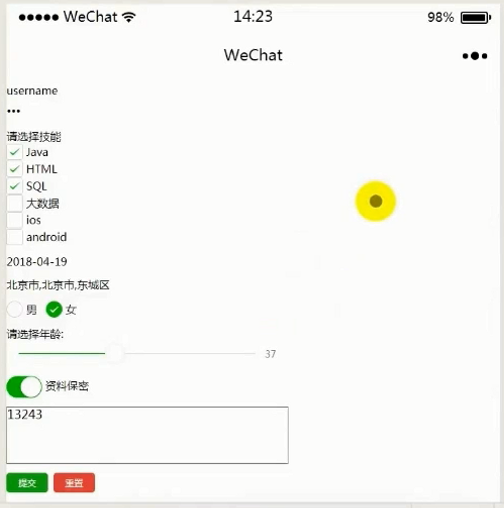 ●●●●● WeChat 14:23 98%
WeChat
username
•••
请选择技能
Java
HTML
SQL
大数据
ios
android
2018-04-19
北京市,北京市,东城区
男 女
请选择年龄:
37
资料保密
13243
提交 重置